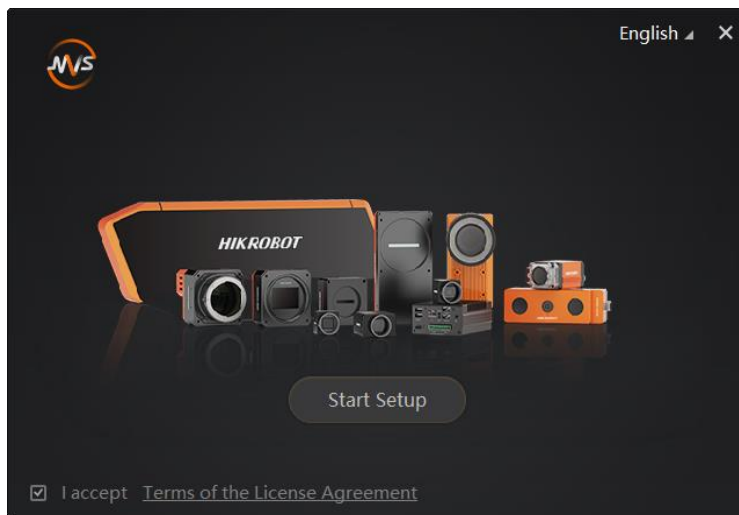 English
MVS
HIKROBOT
Start Setup
I accept Terms of the License Agreement